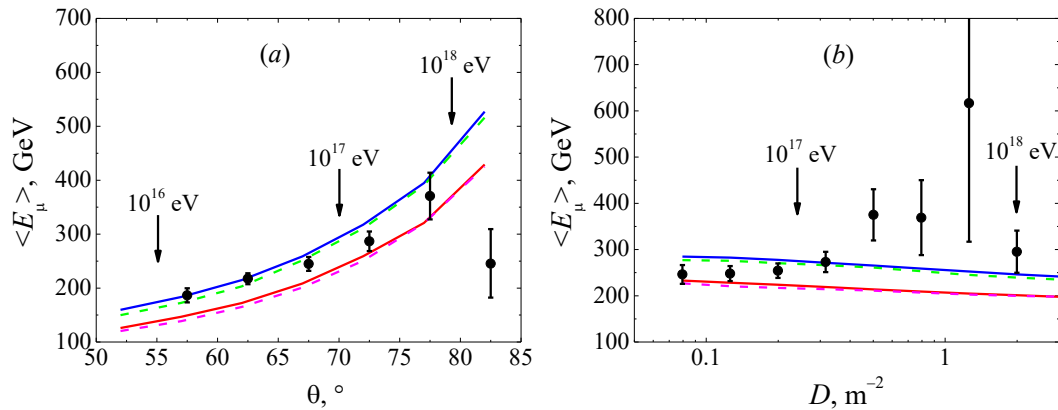 (a)
700
600
500
400
300
200
100
<E_μ>, GeV
10^16 eV
10^17 eV
10^18 eV
50 55 60 65 70 75 80 85
θ, °
(b)
800
700
600
500
400
300
200
100
<E_μ>, GeV
10^17 eV
10^18 eV
0.1 1
D, m^−2